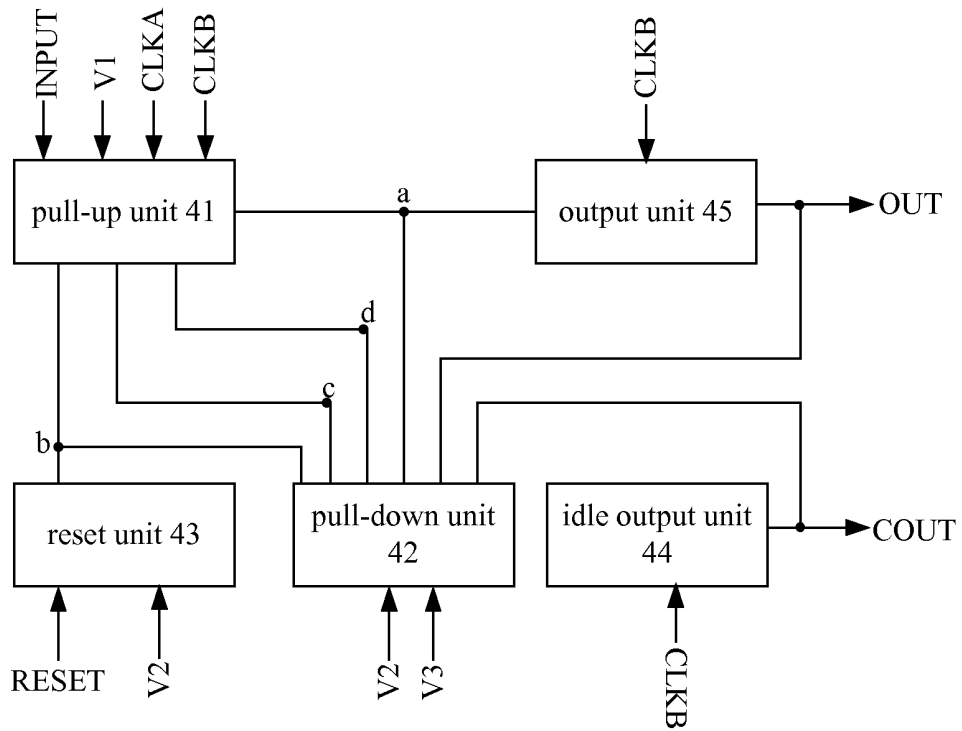 INPUT
V1
CLKA
CLKB
CLKB
pull-up unit 41
a
output unit 45
OUT
d
c
b
reset unit 43
pull-down unit
42
idle output unit
44
COUT
RESET
V2
V2
V3
CLKB